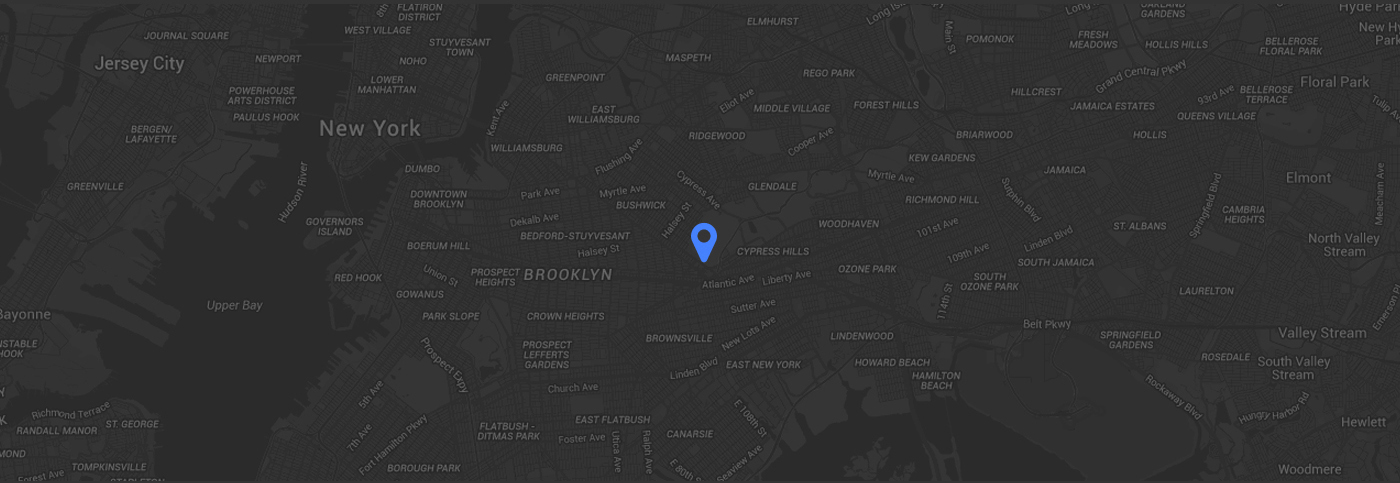 FLATIRON
DISTRICT
8th
WEST VILLAGE
STUYVESANT
TOWN
NOHO
JOURNAL SQUARE
Jersey City
NEWPORT
LOWER
MANHATTAN
POWERHOUSE
ARTS DISTRICT
PAULUS HOOK
New York
BERGEN/
LAFAYETTE
GREENVILLE
Hudson River
GOVERNORS
ISLAND
Upper Bay
Bayonne
RED HOOK
DUMBO
DOWNTOWN
BROOKLYN
BOERUM HILL
Union St
GOWANUS
PARK SLOPE
PROSPECT
HEIGHTS
BROOKLYN
CROWN HEIGHTS
PROSPECT
LEFFERTS
GARDENS
Prospect Expy
5th Ave
7th Ave
Fort Hamilton Pkwy
BOROUGH PARK
Church Ave
FLATBUSH -
DITMAS PARK
EAST FLATBUSH
Foster Ave
Utica Ave
Ralph Ave
CANARSIE
E 80th S
Seaview Ave
E 108th St
Richmond Terrace
RANDALL MANOR
ST. GEORGE
TOMPKINSVILLE
Forest Ave
ELMHURST
MASPETH
GREENPOINT
Kent Ave
EAST
WILLIAMSBURG
WILLIAMSBURG
Flushing Ave
Park Ave
Myrtle Ave
BUSHWICK
Dekalb Ave
BEDFORD-STUYVESANT
Halsey St
Halsey St
Cypress Ave
RIDGEWOOD
Eliot Ave
MIDDLE VILLAGE
REGO PARK
FOREST HILLS
Cooper Ave
GLENDALE
Myrtle Ave
KEW GARDENS
RICHMOND HILL
WOODHAVEN
CYPRESS HILLS
101st Ave
109th Ave
OZONE PARK
Atlantic Ave
Liberty Ave
Sutter Ave
New Lots Ave
BROWNSVILLE
Linden Blvd
EAST NEW YORK
LINDENWOOD
HOWARD BEACH
HAMILTON
BEACH
114th St
SOUTH
OZONE PARK
SOUTH JAMAICA
Linden Blvd
Sutphin Blvd
Belt Pkwy
Main St
POMONOK
FRESH
MEADOWS
OAKLAND
GARDENS
HOLLIS HILLS
Grand Central Pkwy
HILLCREST
JAMAICA ESTATES
BRIARWOOD
JAMAICA
HOLLIS
93rd Ave
BELLEROSE
FLORAL PARK
BELLEROSE
TERRACE
QUEENS VILLAGE
Floral Park
Hyde Par
New Hy
Park
Tulip Av
Elmont
Meacham Ave
Springfield Blvd
CAMBRIA
HEIGHTS
ST. ALBANS
North Valley
Stream
LAURELTON
SPRINGFIELD
GARDENS
Valley Stream
ROSEDALE
South Valley
Stream
Rockaway Blvd
Hungry Harbor Rd
Hewlett
Woodmere